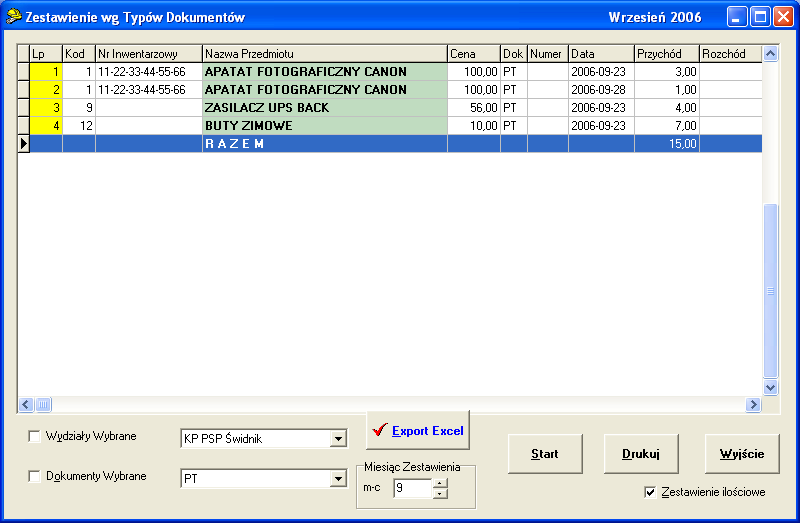 Zestawienie wg Typów Dokumentów Wrzesień 2006
Lp Kod Nr Inwentarzowy Nazwa Przedmiotu Cena Dok Numer Data Przychód Rozchód
1 1 11-22-33-44-55-66 APATAT FOTOGRAFICZNY CANON 100,00 PT 2006-09-23 3,00
2 1 11-22-33-44-55-66 APATAT FOTOGRAFICZNY CANON 100,00 PT 2006-09-28 1,00
3 9 ZASILACZ UPS BACK 56,00 PT 2006-09-23 4,00
4 12 BUTY ZIMOWE 10,00 PT 2006-09-23 7,00
R A Z E M 15,00
Wydziały Wybrane KP PSP Świdnik Export Excel
Start Drukuj Wyjście
Dokumenty Wybrane PT
Miesiąc Zestawienia
m-c 9
Zestawienie ilościowe